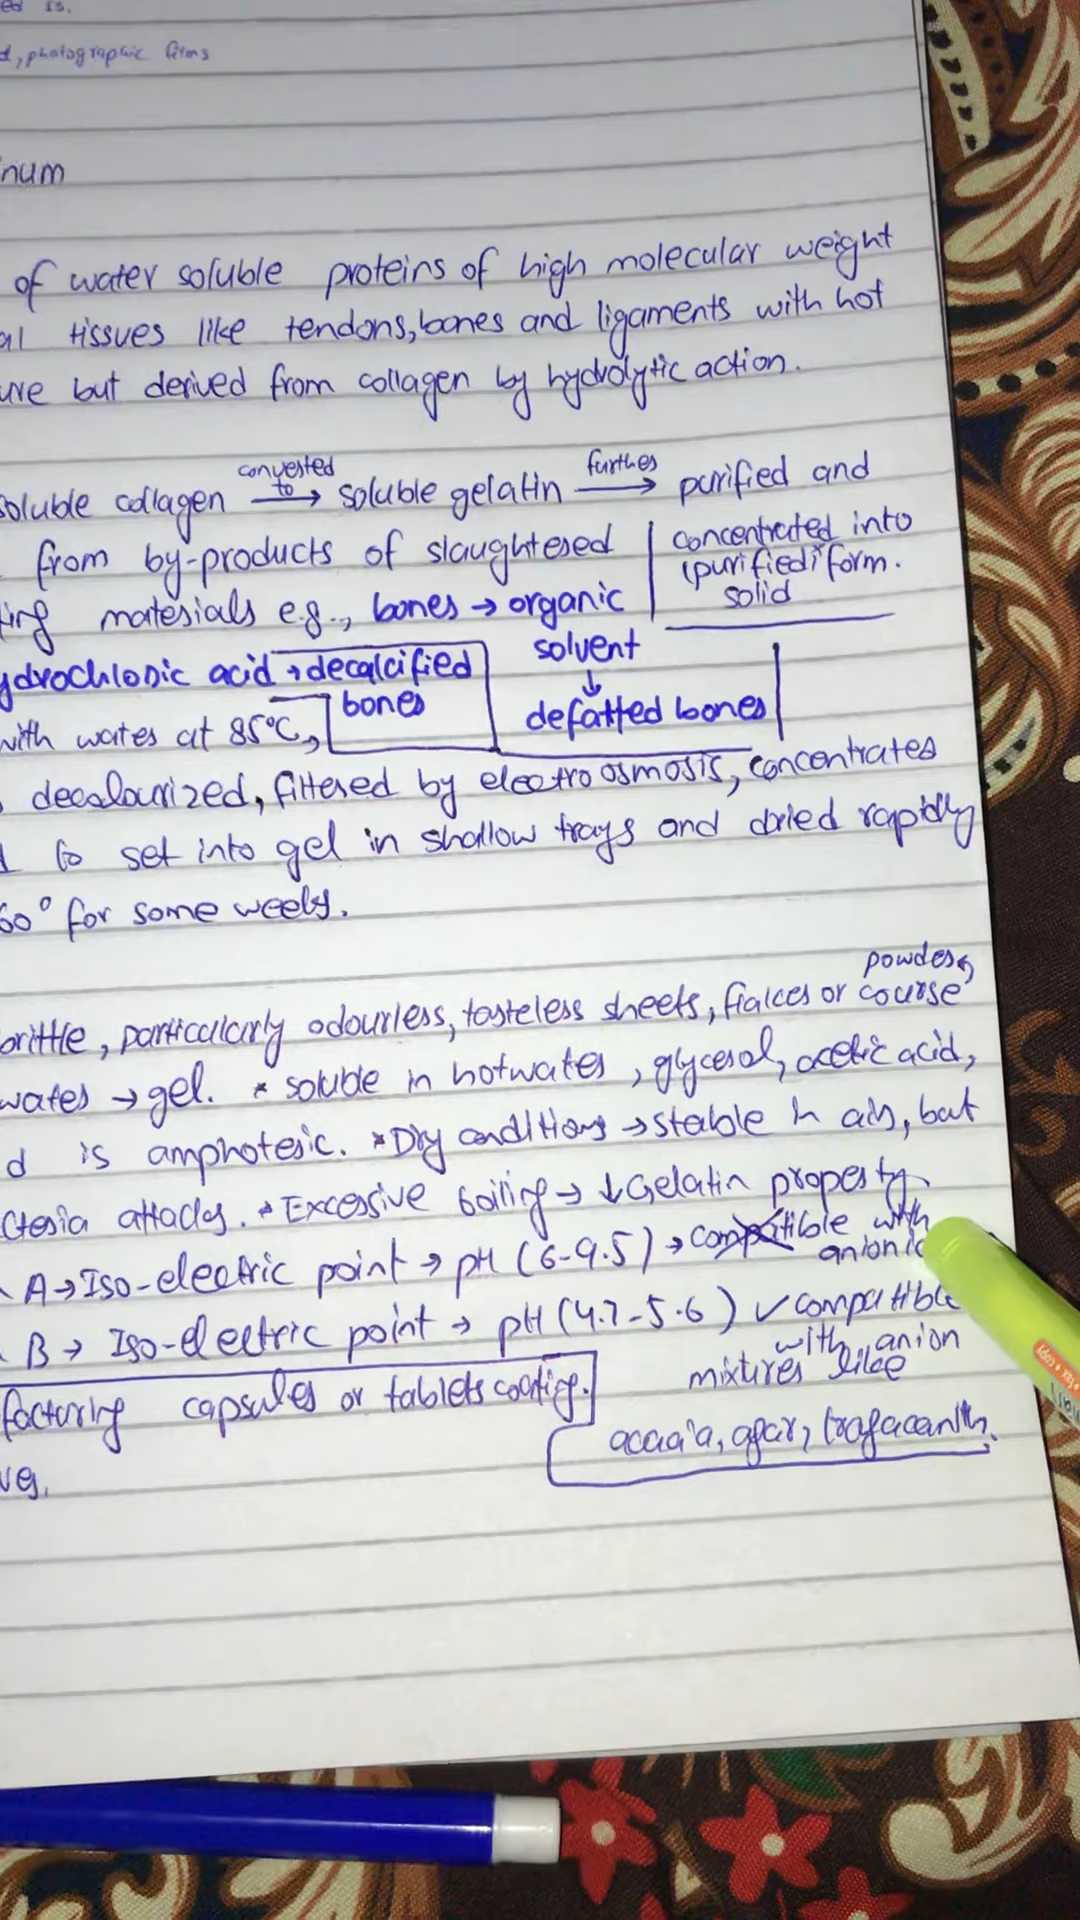 ed is.
d, photographic films
num
of water soluble proteins of high molecular weight
al tissues like tendons, bones and ligaments with hot
ure but derived from collagen by hydrolytic action.
soluble collagen converted to → soluble gelatin further → purified and
concentrated into
(purified) form.
solid
from by-products of slaughtered
king materials e.g., bones → organic
solvent
↓
defatted bones
ydrochloric acid → decalcified
bones
with water at 85°C,
decolourized, filtered by electroosmosis, concentrates
d to set into gel in shallow trays and dried rapidly
60° for some weeks.
powder,
brittle, particularly odourless, tasteless sheets, flakes or course
water → gel. * soluble in hotwater, glycerol, acetic acid,
d is amphoteric. * Dry conditions → stable in air, but
cteria attacks. * Excessive boiling → ↓ Gelatin property
A → Iso-electric point → pH (6-9.5) → compatible with
anionic
B → Iso-electric point → pH (4.7-5.6) ✓ compatible
with anion
mixtures like
acacia, agar, tragacanth.
facturing capsules or tablets coating.